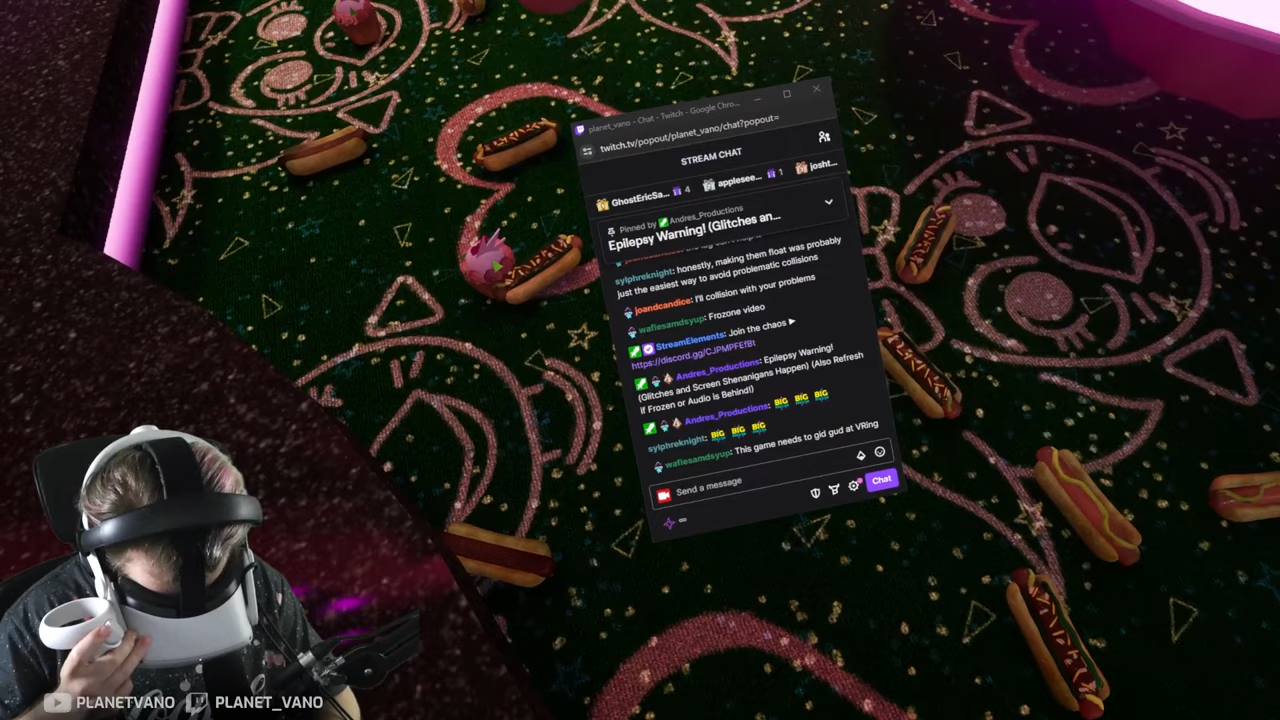 planet_vano - Chat - Twitch - Google Chro...
twitch.tv/popout/planet_vano/chat?popout=
STREAM CHAT
GhostEricSa... 4 applesee... 1 josht...
Pinned by Andres_Productions
Epilepsy Warning! (Glitches an...
sylphreknight: honestly, making them float was probably
just the easiest way to avoid problematic collisions
joandcandice: I'll collision with your problems
waflesamdsyup: Frozone video
StreamElements: Join the chaos ▶
https://discord.gg/CJPMPFEfBt
Andres_Productions: Epilepsy Warning!
(Glitches and Screen Shenanigans Happen) (Also Refresh
if Frozen or Audio is Behind!)
Andres_Productions: BIG BIG BIG
sylphreknight: BIG BIG BIG
waflesamdsyup: This game needs to gid gud at VRing
Send a message
Chat
PLANETVANO PLANET_VANO